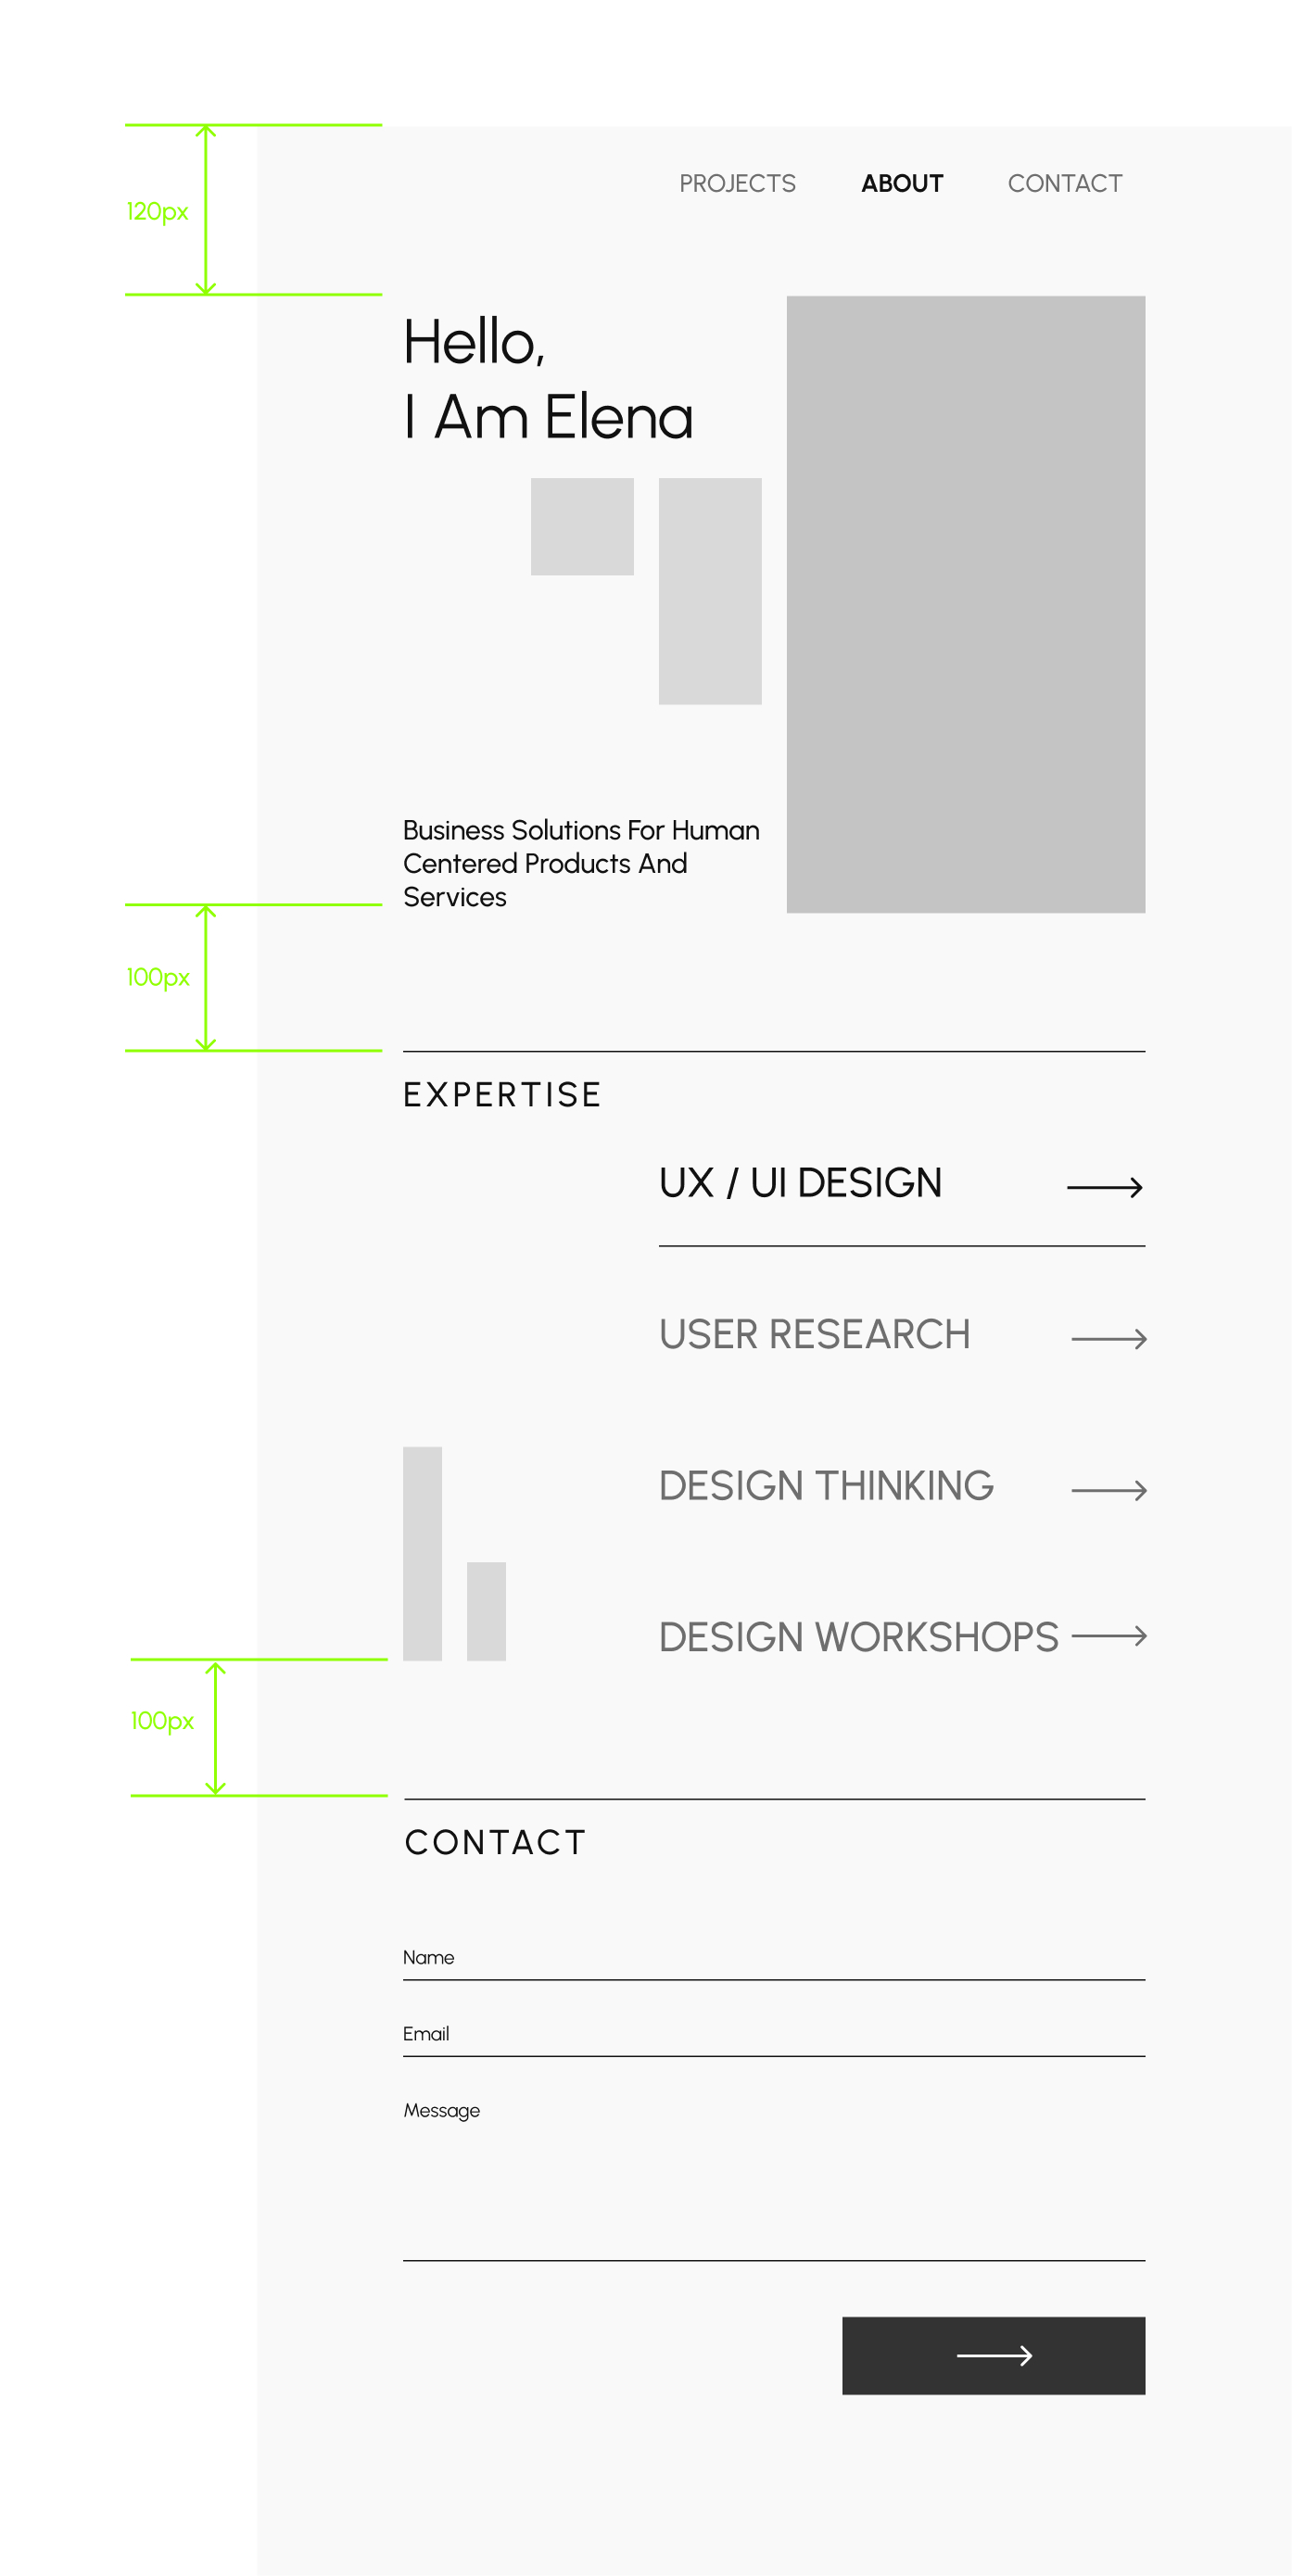 PROJECTS ABOUT CONTACT
120px
Hello,
I Am Elena
Business Solutions For Human
Centered Products And
Services
100px
EXPERTISE
UX / UI DESIGN
USER RESEARCH
DESIGN THINKING
DESIGN WORKSHOPS
100px
CONTACT
Name
Email
Message